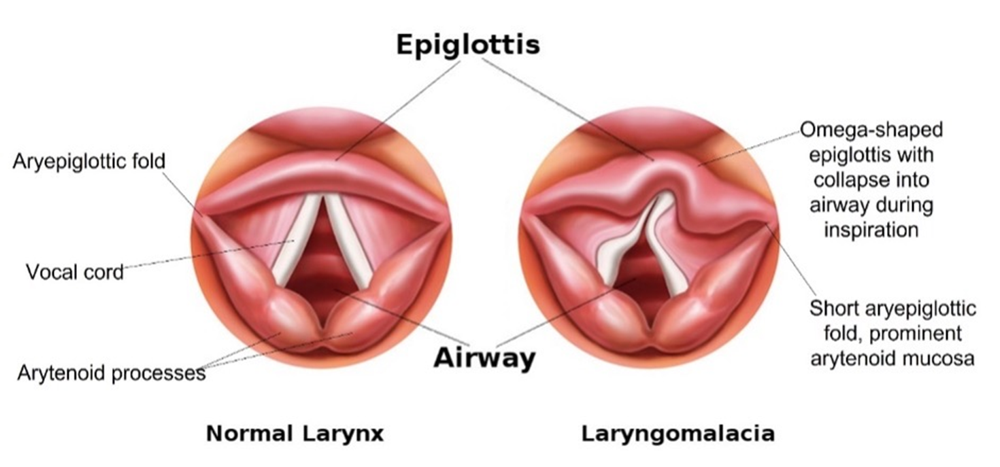 Epiglottis
Aryepiglottic fold
Vocal cord
Arytenoid processes
Airway
Omega-shaped
epiglottis with
collapse into
airway during
inspiration
Short aryepiglottic
fold, prominent
arytenoid mucosa
Normal Larynx
Laryngomalacia